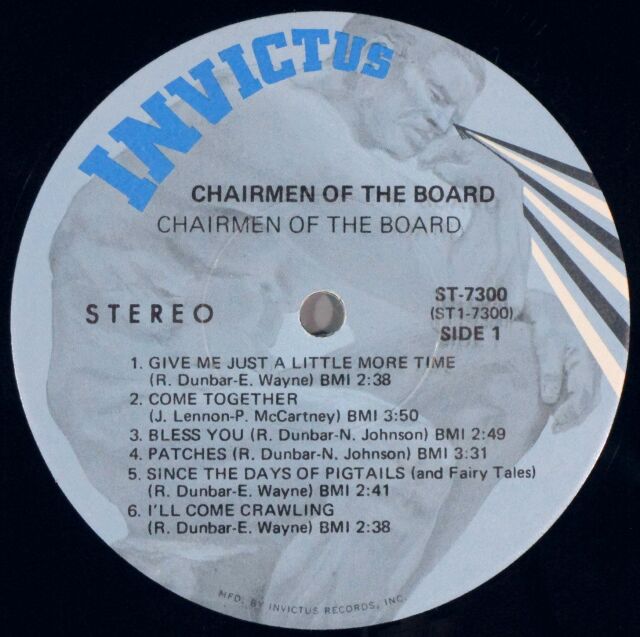 INVICTUS
CHAIRMEN OF THE BOARD
CHAIRMEN OF THE BOARD
STEREO
ST-7300
(ST1-7300)
SIDE 1
1. GIVE ME JUST A LITTLE MORE TIME
(R. Dunbar-E. Wayne) BMI 2:38
2. COME TOGETHER
(J. Lennon-P. McCartney) BMI 3:50
3. BLESS YOU (R. Dunbar-N. Johnson) BMI 2:49
4. PATCHES (R. Dunbar-N. Johnson) BMI 3:31
5. SINCE THE DAYS OF PIGTAILS (and Fairy Tales)
(R. Dunbar-E. Wayne) BMI 2:41
6. I'LL COME CRAWLING
(R. Dunbar-E. Wayne) BMI 2:38
MFD. BY INVICTUS RECORDS, INC.